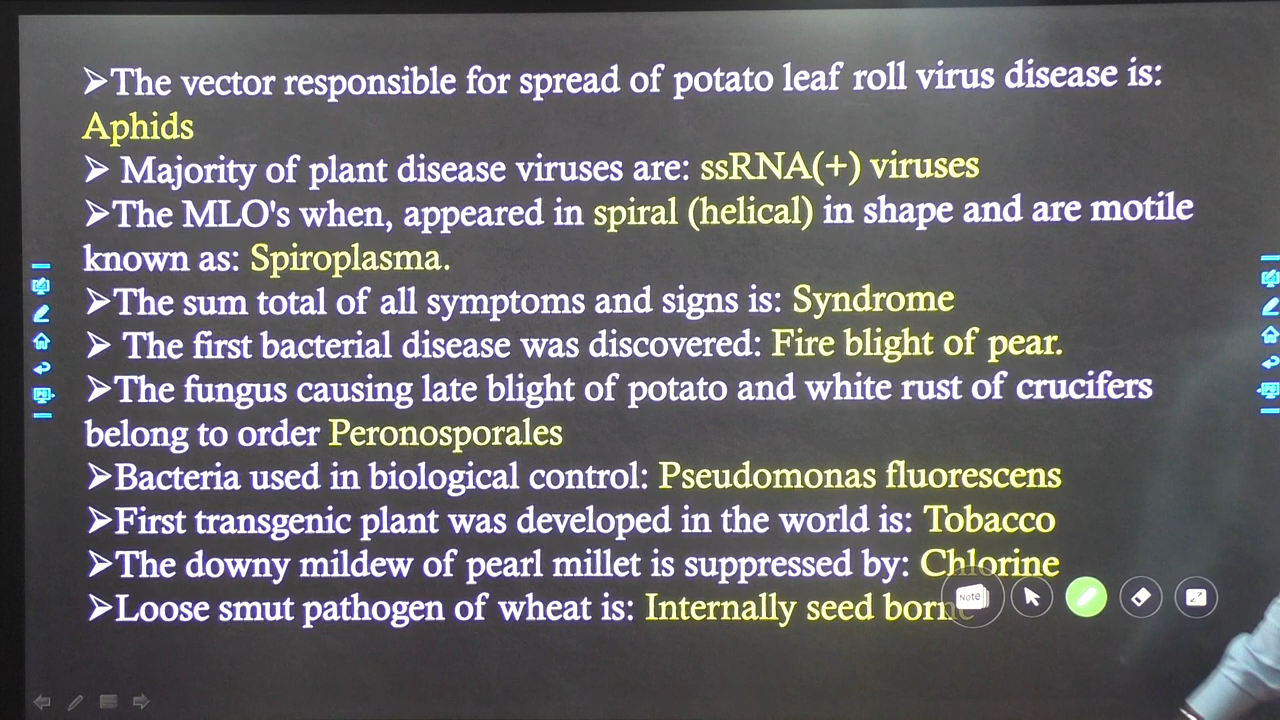 ➤The vector responsible for spread of potato leaf roll virus disease is:
Aphids
➤ Majority of plant disease viruses are: ssRNA(+) viruses
➤The MLO's when, appeared in spiral (helical) in shape and are motile
known as: Spiroplasma.
➤The sum total of all symptoms and signs is: Syndrome
➤ The first bacterial disease was discovered: Fire blight of pear.
➤The fungus causing late blight of potato and white rust of crucifers
belong to order Peronosporales
➤Bacteria used in biological control: Pseudomonas fluorescens
➤First transgenic plant was developed in the world is: Tobacco
➤The downy mildew of pearl millet is suppressed by: Chlorine
➤Loose smut pathogen of wheat is: Internally seed borne
Note